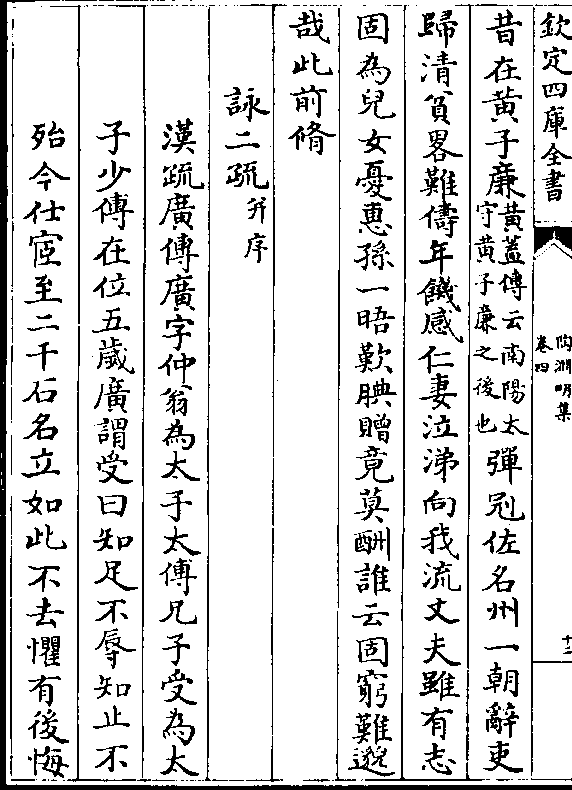 欽定四庫全書
陶淵明集
卷四
十二
昔在黄子亷黄蓋傳云南陽太守黄子亷之後也彈冠佐名州一朝辭吏
歸清貧畧難儔年饑感仁妻泣涕向我流丈夫雖有志
固為兒女憂惠孫一晤歎腆贈竟莫酬誰云固窮難邈
哉此前脩
詠二疏并序
漢疏廣傳廣字仲翁為太子太傅兄子受為太
子少傅在位五歲廣謂受曰知足不辱知止不
殆今仕宦至二千石名立如此不去懼有後悔